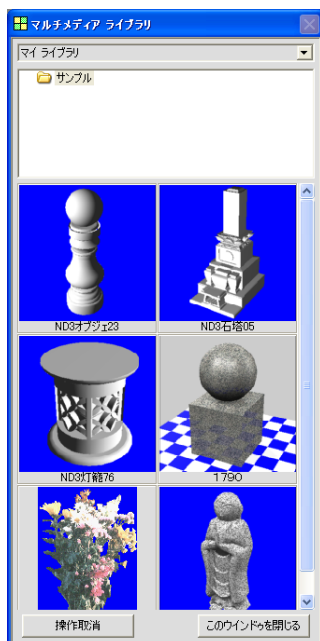 マルチメディア ライブラリ
マイ ライブラリ
サンプル
ND3オブジェ23
ND3石塔05
ND3灯籠76
1790
操作取消
このウインドゥを閉じる